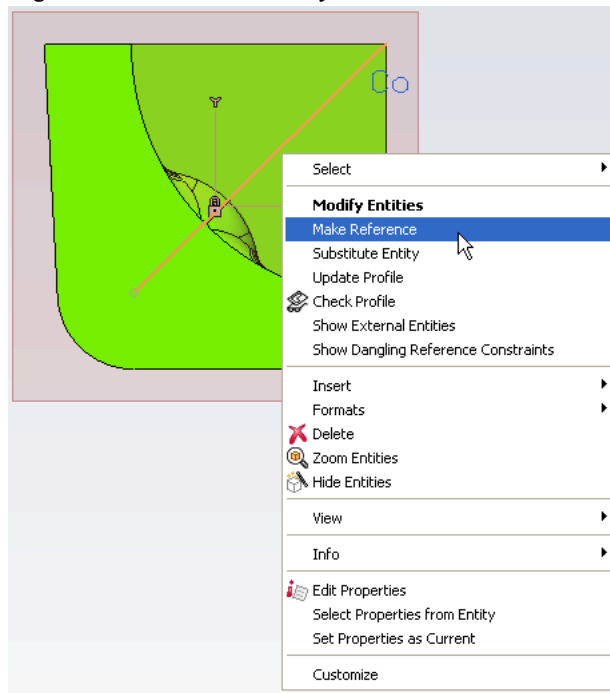 Y
Select
Modify Entities
Make Reference
Substitute Entity
Update Profile
Check Profile
Show External Entities
Show Dangling Reference Constraints
Insert
Formats
Delete
Zoom Entities
Hide Entities
View
Info
Edit Properties
Select Properties from Entity
Set Properties as Current
Customize